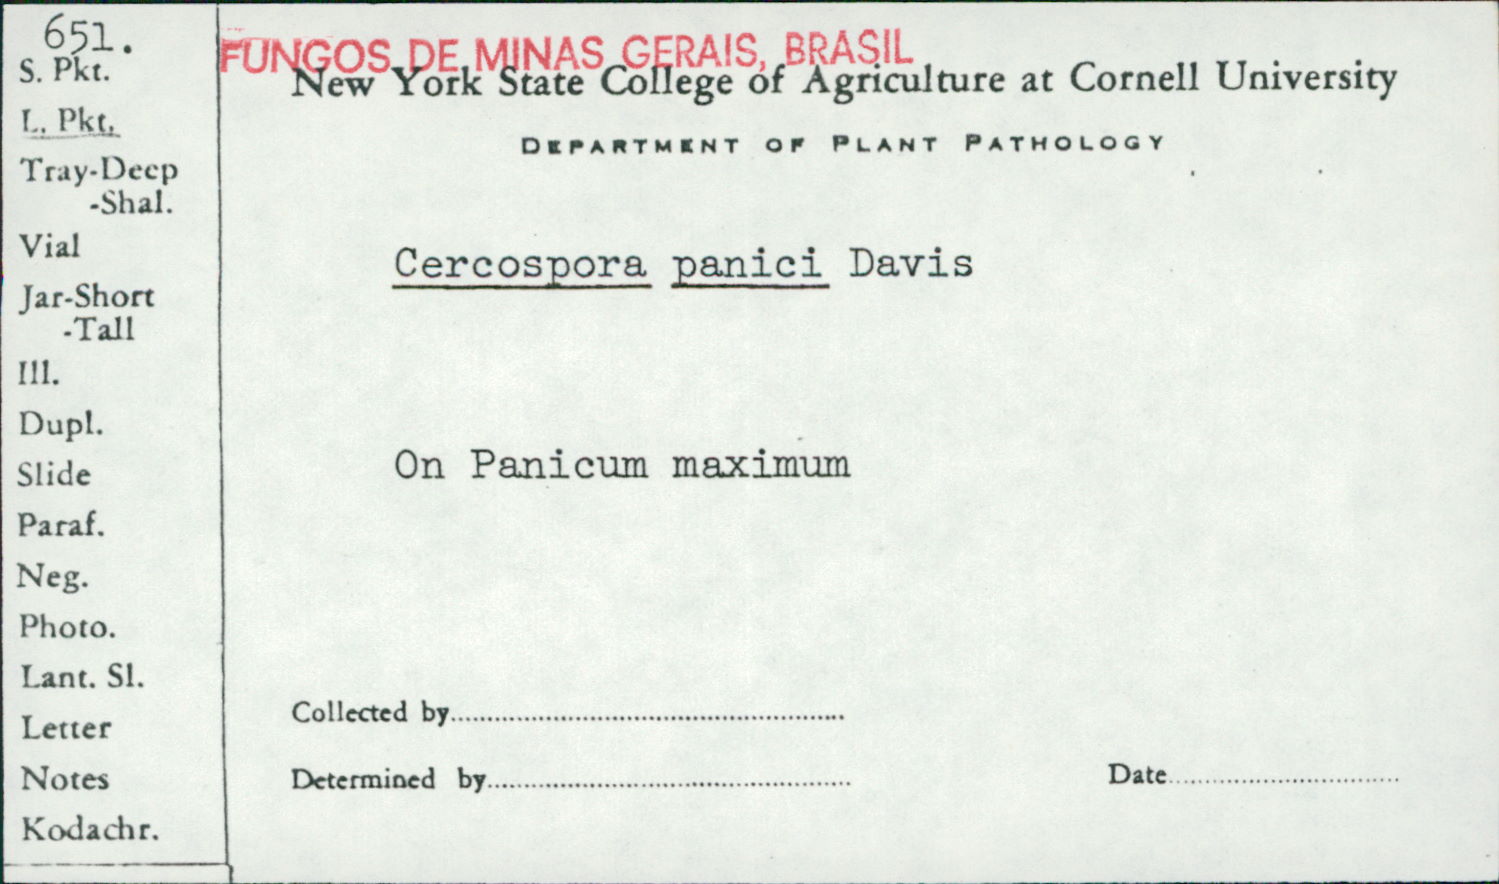 651.
S. Pkt.
L. Pkt.
Tray-Deep
-Shal.
Vial
Jar-Short
-Tall
Ill.
Dupl.
Slide
Paraf.
Neg.
Photo.
Lant. Sl.
Letter
Notes
Kodachr.
FUNGOS DE MINAS GERAIS, BRASIL
New York State College of Agriculture at Cornell University
DEPARTMENT OF PLANT PATHOLOGY
Cercospora panici Davis
On Panicum maximum
Collected by
Determined by
Date